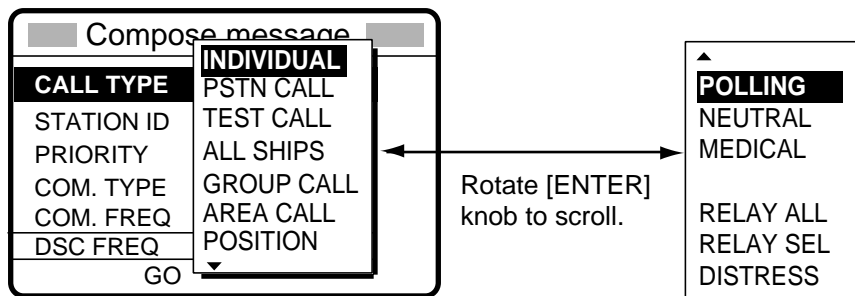 Compose message
CALL TYPE
STATION ID
PRIORITY
COM. TYPE
COM. FREQ
DSC FREQ
GO
INDIVIDUAL
PSTN CALL
TEST CALL
ALL SHIPS
GROUP CALL
AREA CALL
POSITION
Rotate [ENTER]
knob to scroll.
POLLING
NEUTRAL
MEDICAL
RELAY ALL
RELAY SEL
DISTRESS